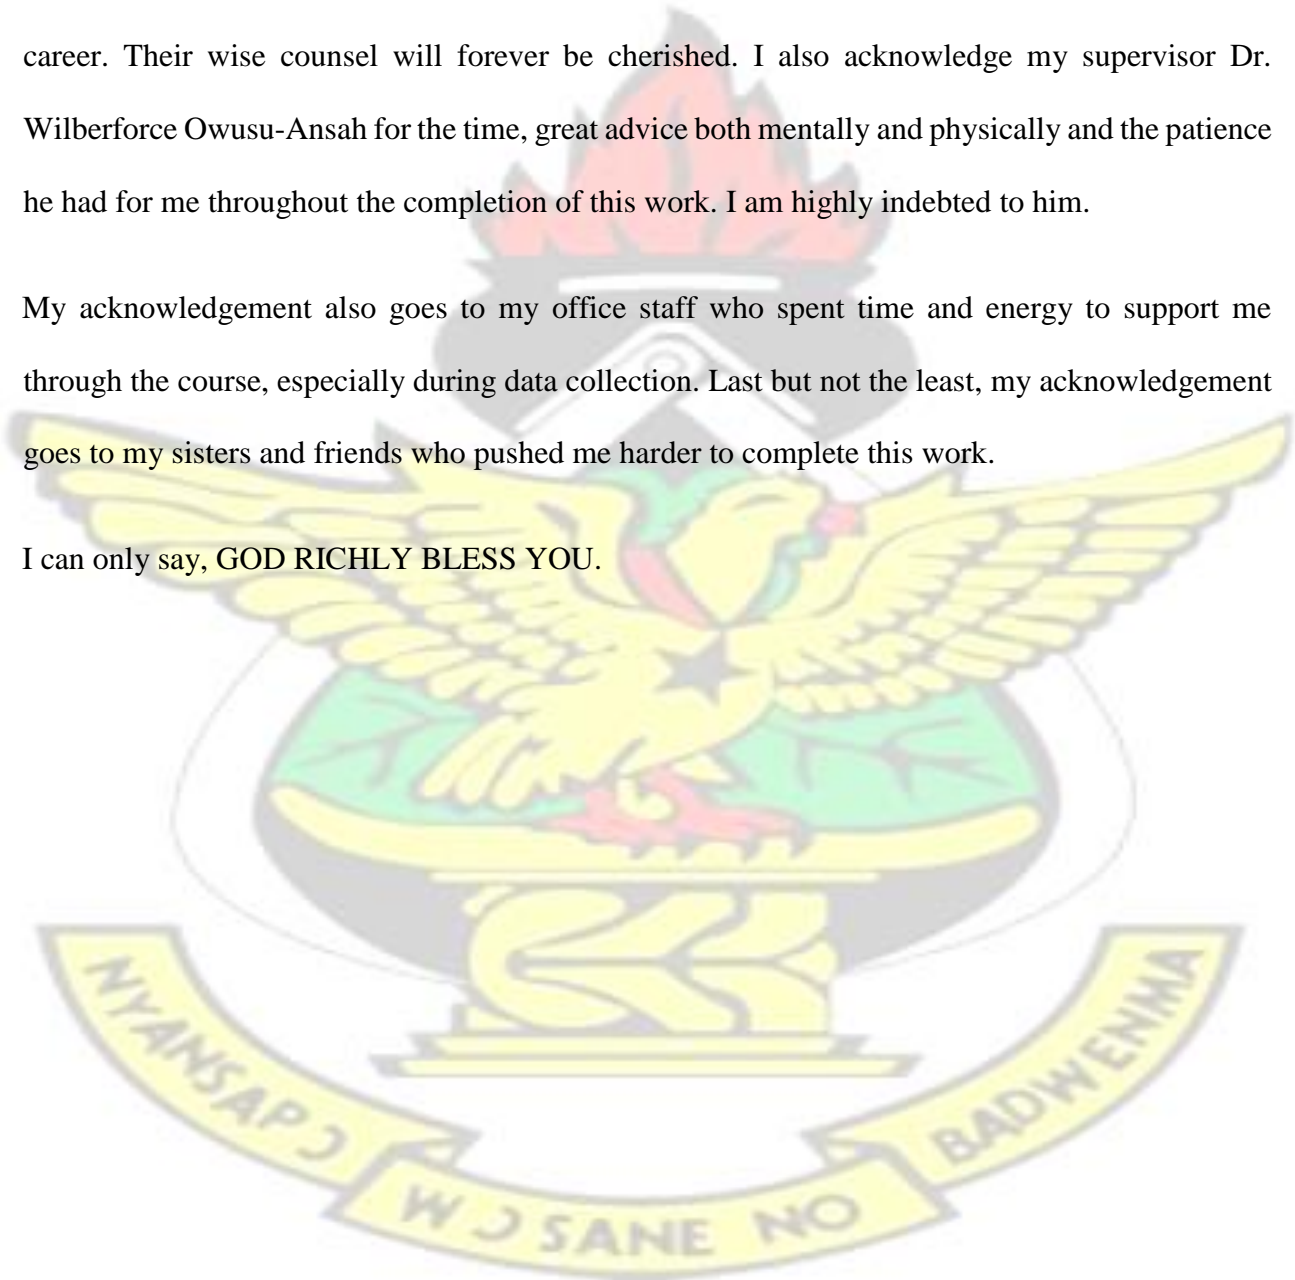 career. Their wise counsel will forever be cherished. I also acknowledge my supervisor Dr.
Wilberforce Owusu-Ansah for the time, great advice both mentally and physically and the patience
he had for me throughout the completion of this work. I am highly indebted to him.
My acknowledgement also goes to my office staff who spent time and energy to support me
through the course, especially during data collection. Last but not the least, my acknowledgement
goes to my sisters and friends who pushed me harder to complete this work.
I can only say, GOD RICHLY BLESS YOU.
NYANSAPƆ
WƆSANE NO
BADWENMA